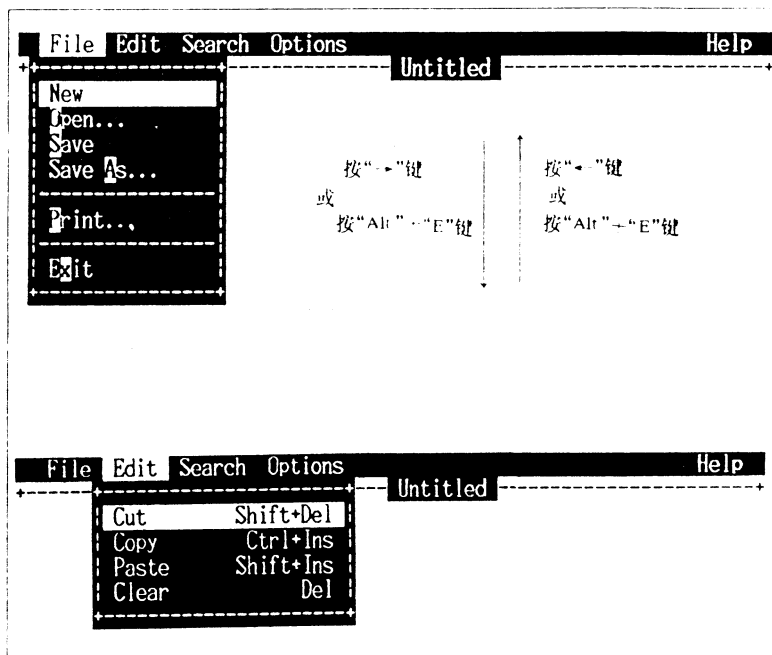 File Edit Search Options Help
Untitled
New
Open...
Save
Save As...
Print...
Exit
按“→”键
或
按“Alt”+“E”键
按“←”键
或
按“Alt”+“E”键
File Edit Search Options Help
Untitled
Cut Shift+Del
Copy Ctrl+Ins
Paste Shift+Ins
Clear Del